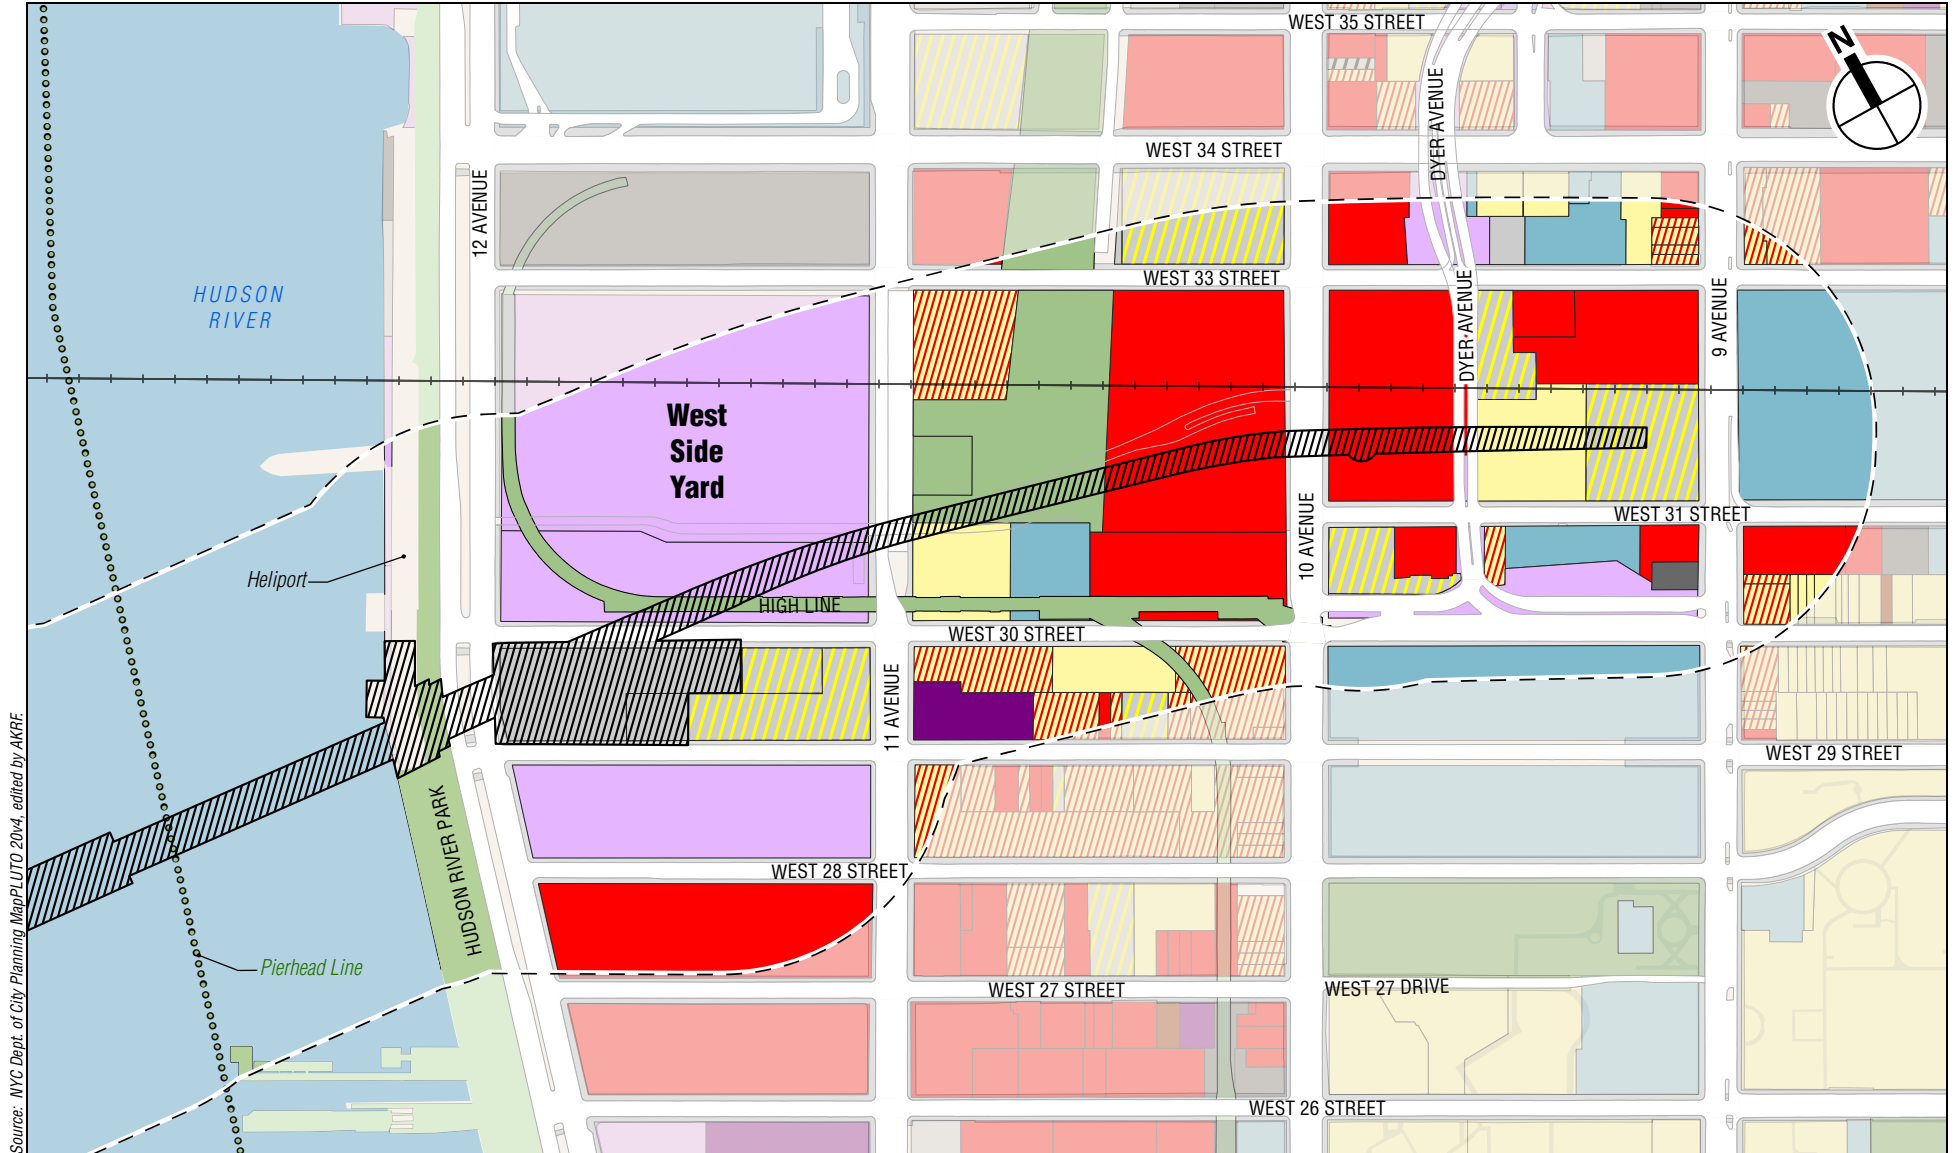 WEST 35 STREET
N
DYER AVENUE
WEST 34 STREET
12 AVENUE
WEST 33 STREET
HUDSON
RIVER
DYER AVENUE
9 AVENUE
West
Side
Yard
WEST 31 STREET
10 AVENUE
Heliport
HIGH LINE
WEST 30 STREET
11 AVENUE
WEST 29 STREET
HUDSON RIVER PARK
WEST 28 STREET
Pierhead Line
WEST 27 STREET
WEST 27 DRIVE
WEST 26 STREET
Source: NYC Dept. of City Planning MapPLUTO 20v4, edited by AKRF.